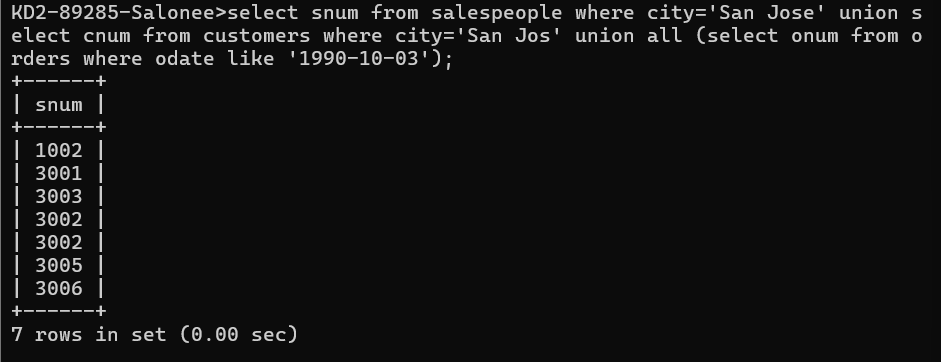 KD2-89285-Salonee>select snum from salespeople where city='San Jose' union s
elect cnum from customers where city='San Jos' union all (select onum from o
rders where odate like '1990-10-03');
+------+
| snum |
+------+
| 1002 |
| 3001 |
| 3003 |
| 3002 |
| 3002 |
| 3005 |
| 3006 |
+------+
7 rows in set (0.00 sec)